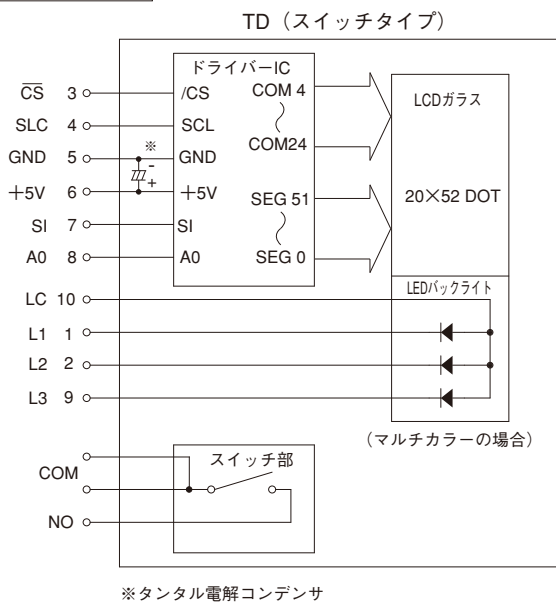 TD（スイッチタイプ）
ドライバーIC
CS 3 /CS COM 4
SLC 4 SCL
COM24
GND 5 ※ - GND
+5V 6 + +5V SEG 51
SI 7 SI
A0 8 A0 SEG 0
LCDガラス
20×52 DOT
LEDバックライト
LC 10
L1 1
L2 2
L3 9
（マルチカラーの場合）
スイッチ部
COM
NO
※タンタル電解コンデンサ